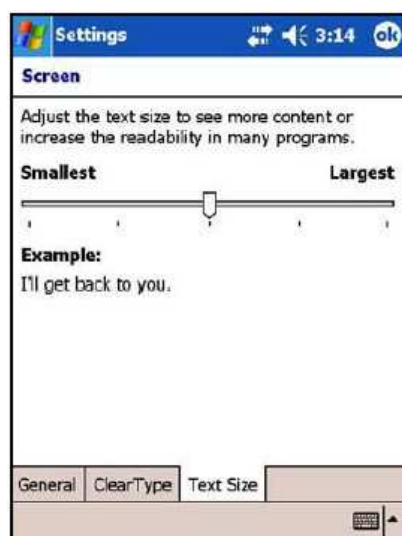 Settings 3:14 ok
Screen
Adjust the text size to see more content or
increase the readability in many programs.
Smallest Largest
Example:
I'll get back to you.
General ClearType Text Size